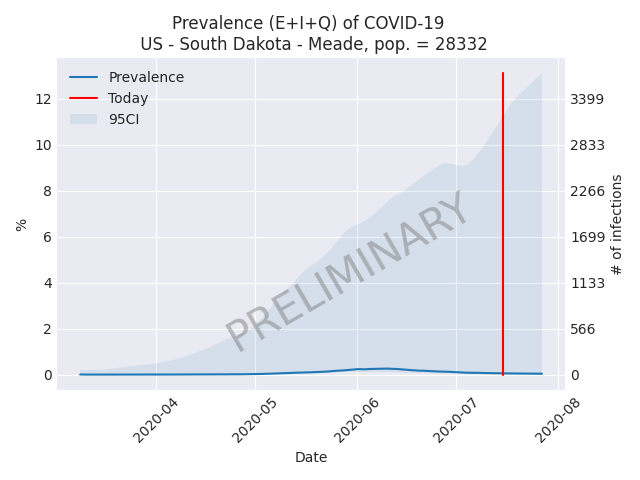 Prevalence (E+I+Q) of COVID-19
US - South Dakota - Meade, pop. = 28332
Prevalence
Today
95CI
12
10
8
6
4
2
0
%
3399
2833
2266
1699
1133
566
0
# of infections
PRELIMINARY
2020-04
2020-05
2020-06
2020-07
2020-08
Date